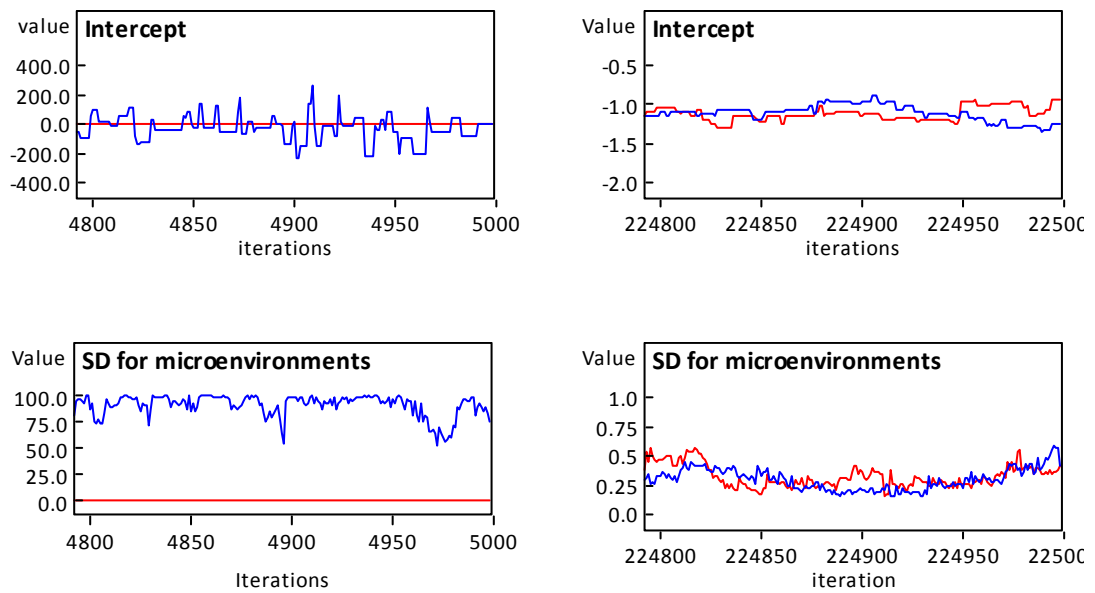 value
Intercept
400.0
200.0
0.0
-200.0
-400.0
4800 4850 4900 4950 5000
iterations
Value
Intercept
-0.5
-1.0
-1.5
-2.0
224800 224850 224900 224950 22500
iterations
Value
SD for microenvironments
100.0
75.0
50.0
25.0
0.0
4800 4850 4900 4950 5000
Iterations
Value
SD for microenvironments
1.0
0.75
0.5
0.25
0.0
224800 224850 224900 224950 22500
iteration